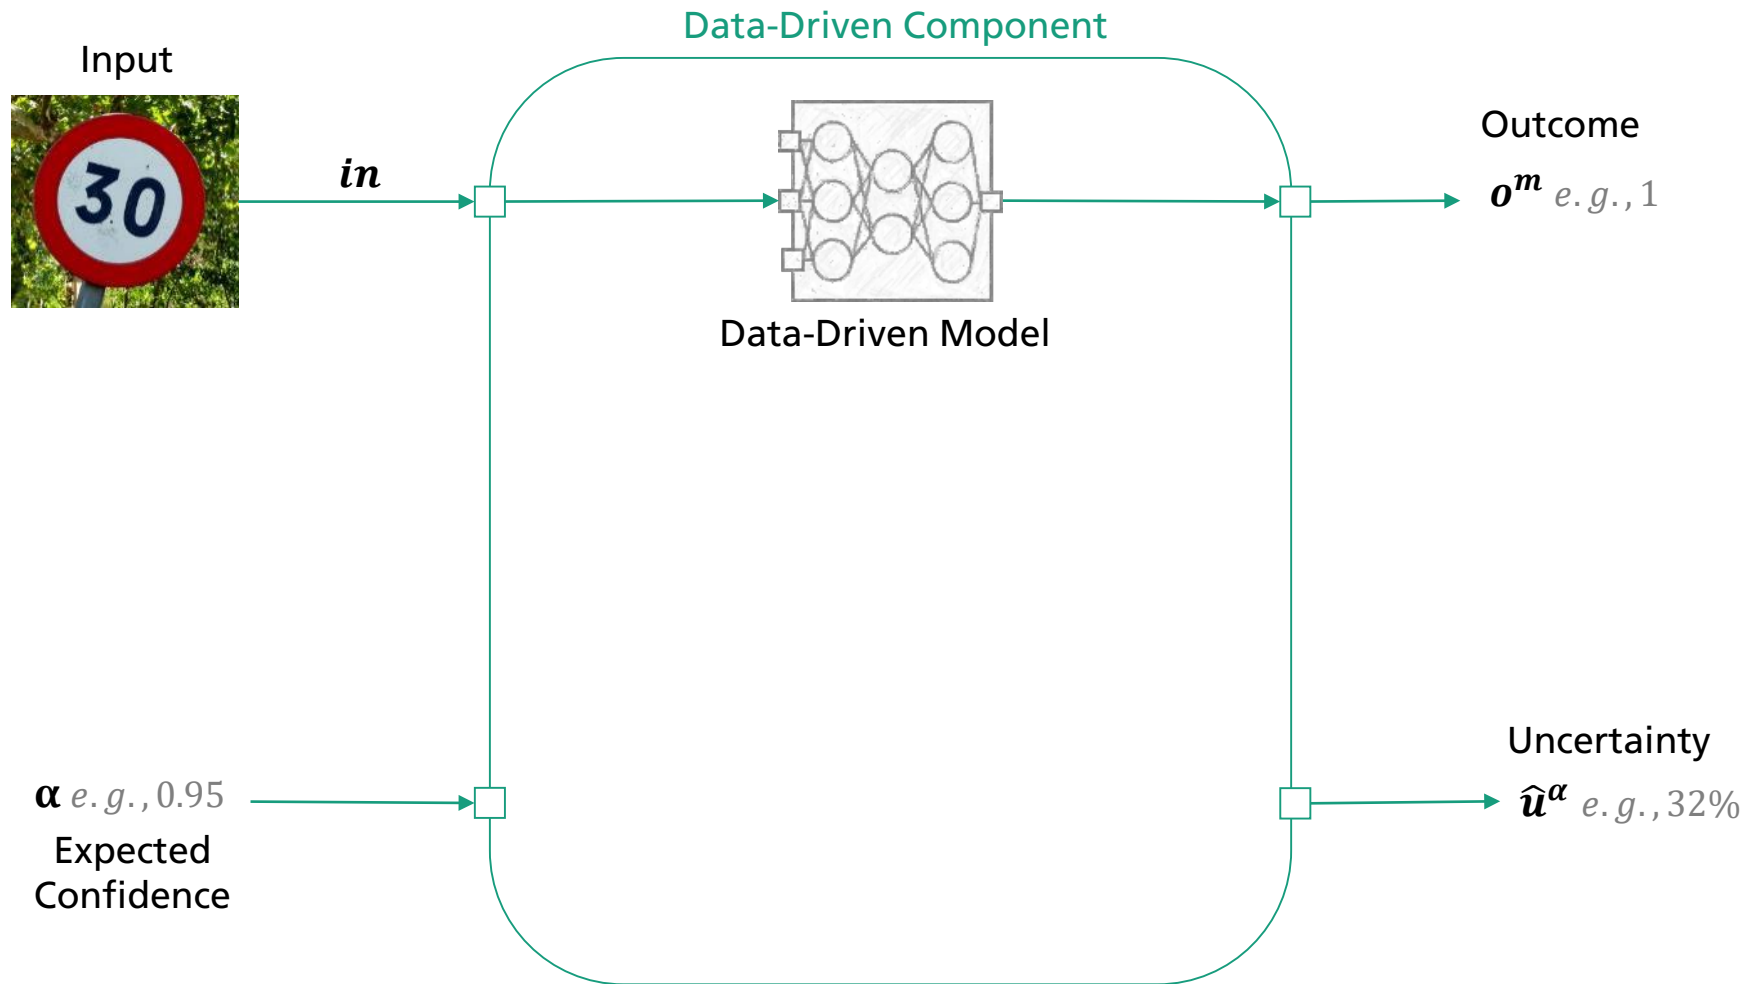 Data-Driven Component
Input
30
in
Outcome
o^m e.g., 1
Data-Driven Model
α e.g., 0.95
Expected
Confidence
Uncertainty
û^α e.g., 32%